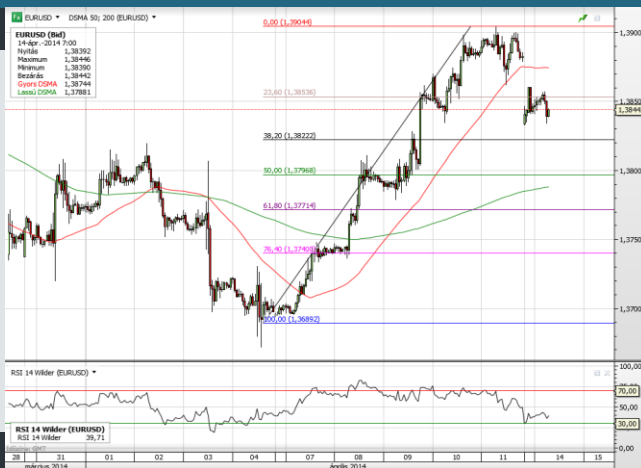 EURUSD DSMA 50; 200 (EURUSD)
EURUSD (Bid)
14-ápr.-2014 7:00
Nyitás 1,38392
Maximum 1,38446
Minimum 1,38390
Bezárás 1,38442
Gyors DSMA 1,38744
Lassú DSMA 1,37881
0,00 (1,39044)
23,60 (1,38536)
38,20 (1,38222)
50,00 (1,37968)
61,80 (1,37714)
76,40 (1,37400)
100,00 (1,36892)
1,3900
1,3850
1,3844
1,3800
1,3750
1,3700
RSI 14 Wilder (EURUSD)
RSI 14 Wilder (EURUSD)
RSI 14 Wilder 39,71
100,00
70,00
50,00
30,00
0,00
28 31 01 02 03 04 07 08 09 10 11 14 15
március 2014 április 2014